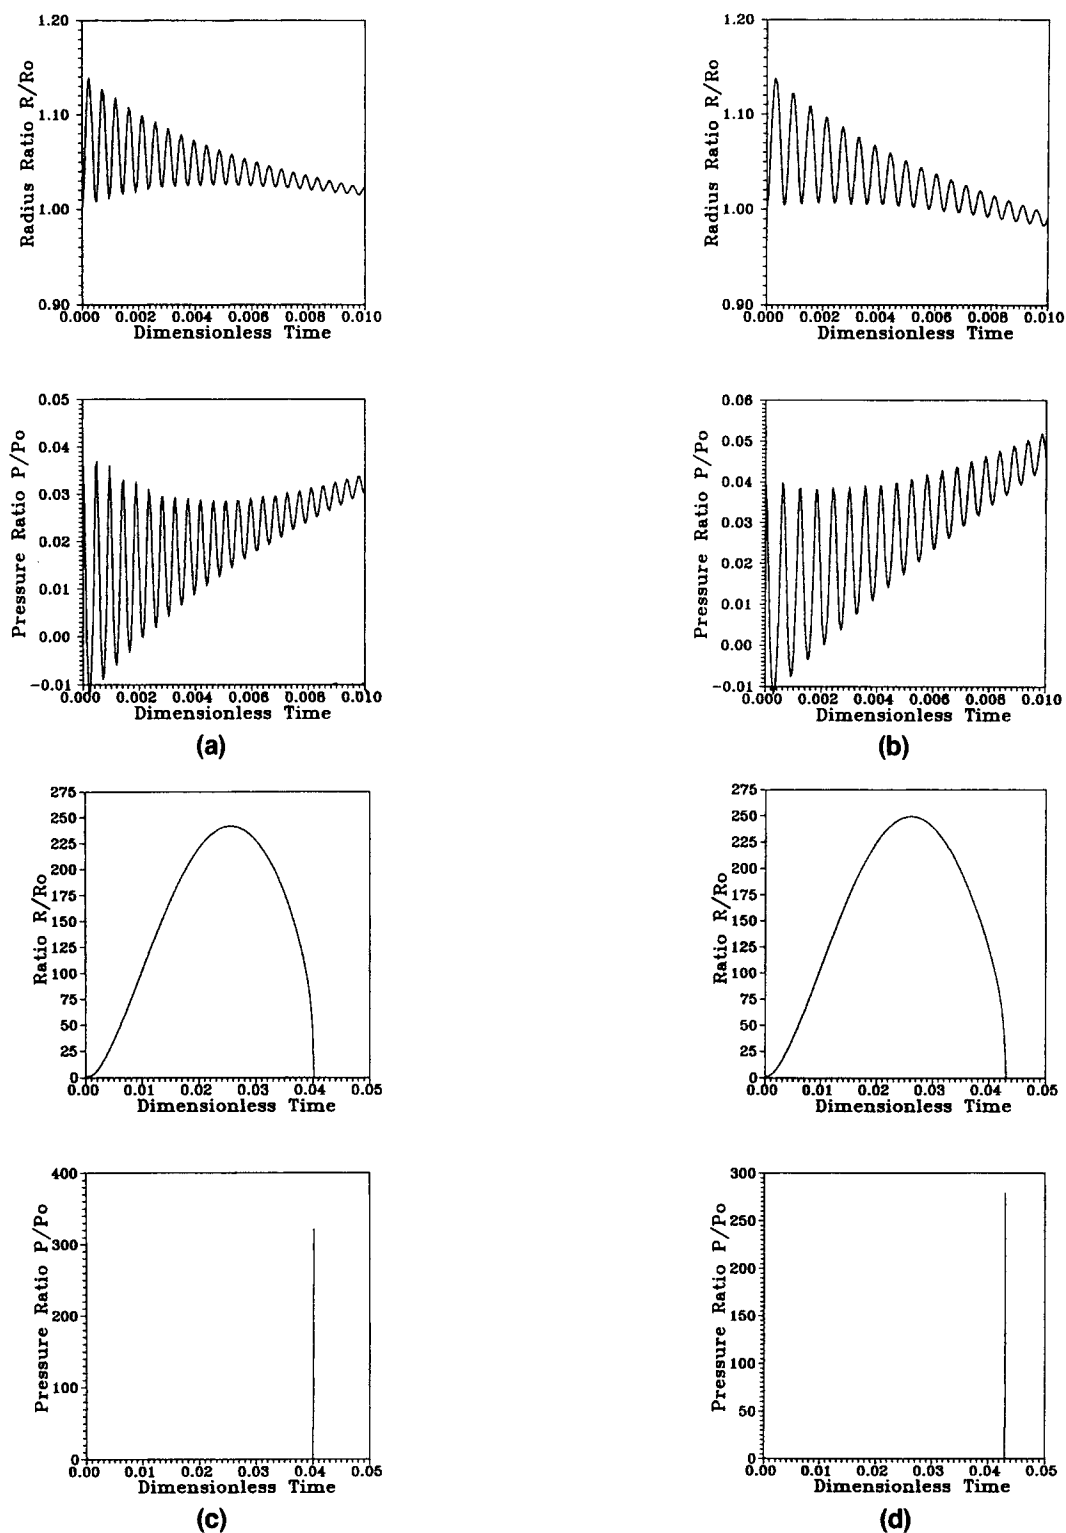 1.20
1.10
1.00
0.90
Radius Ratio R/Ro
0.000 0.002 0.004 0.006 0.008 0.010
Dimensionless Time
1.20
1.10
1.00
0.90
Radius Ratio R/Ro
0.000 0.002 0.004 0.006 0.008 0.010
Dimensionless Time
0.05
0.04
0.03
0.02
0.01
0.00
-0.01
Pressure Ratio P/Po
0.000 0.002 0.004 0.006 0.008 0.010
Dimensionless Time
(a)
0.06
0.05
0.04
0.03
0.02
0.01
0.00
-0.01
Pressure Ratio P/Po
0.000 0.002 0.004 0.006 0.008 0.010
Dimensionless Time
(b)
275
250
225
200
175
150
125
100
75
50
25
0
Ratio R/Ro
0.00 0.01 0.02 0.03 0.04 0.05
Dimensionless Time
275
250
225
200
175
150
125
100
75
50
25
0
Ratio R/Ro
0.00 0.01 0.02 0.03 0.04 0.05
Dimensionless Time
400
300
200
100
0
Pressure Ratio P/Po
0.00 0.01 0.02 0.03 0.04 0.05
Dimensionless Time
(c)
300
250
200
150
100
50
0
Pressure Ratio P/Po
0.00 0.01 0.02 0.03 0.04 0.05
Dimensionless Time
(d)